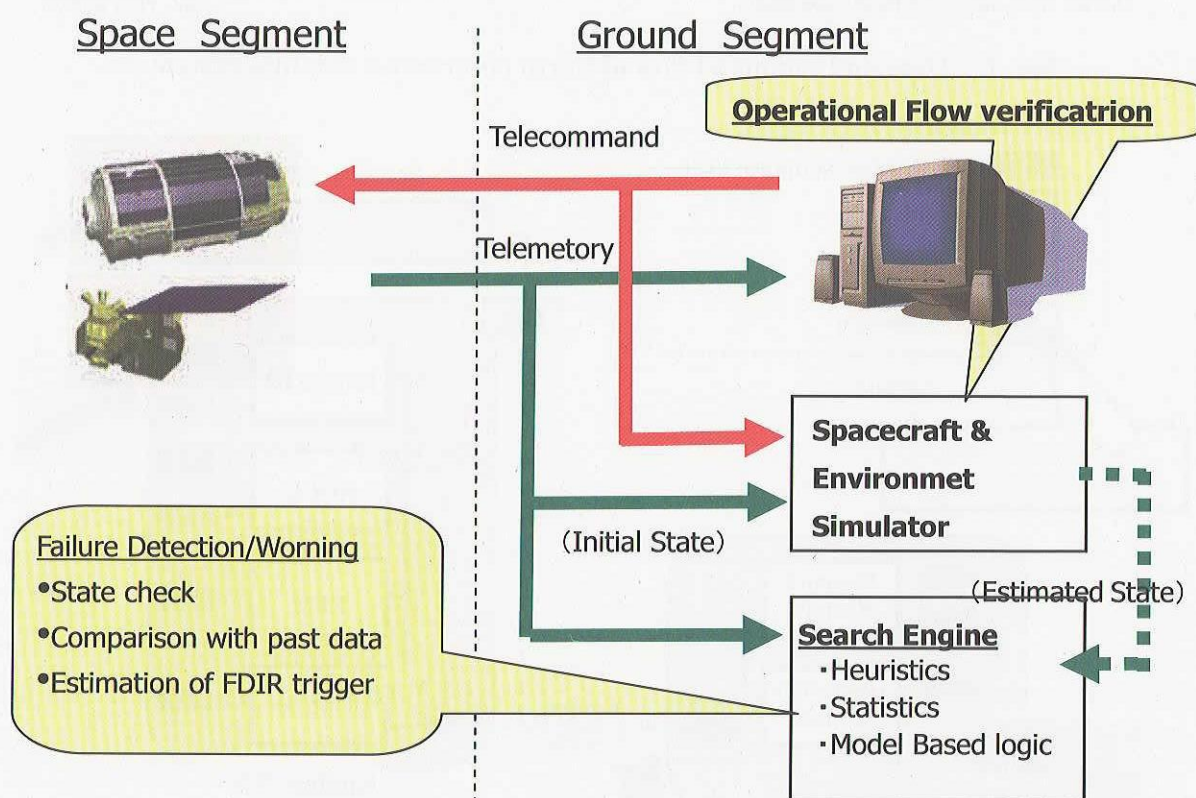 Space Segment
Ground Segment
Operational Flow verificatrion
Telecommand
Telemetory
Spacecraft &
Environmet
Simulator
(Initial State)
(Estimated State)
Failure Detection/Worning
•State check
•Comparison with past data
•Estimation of FDIR trigger
Search Engine
・Heuristics
・Statistics
・Model Based logic